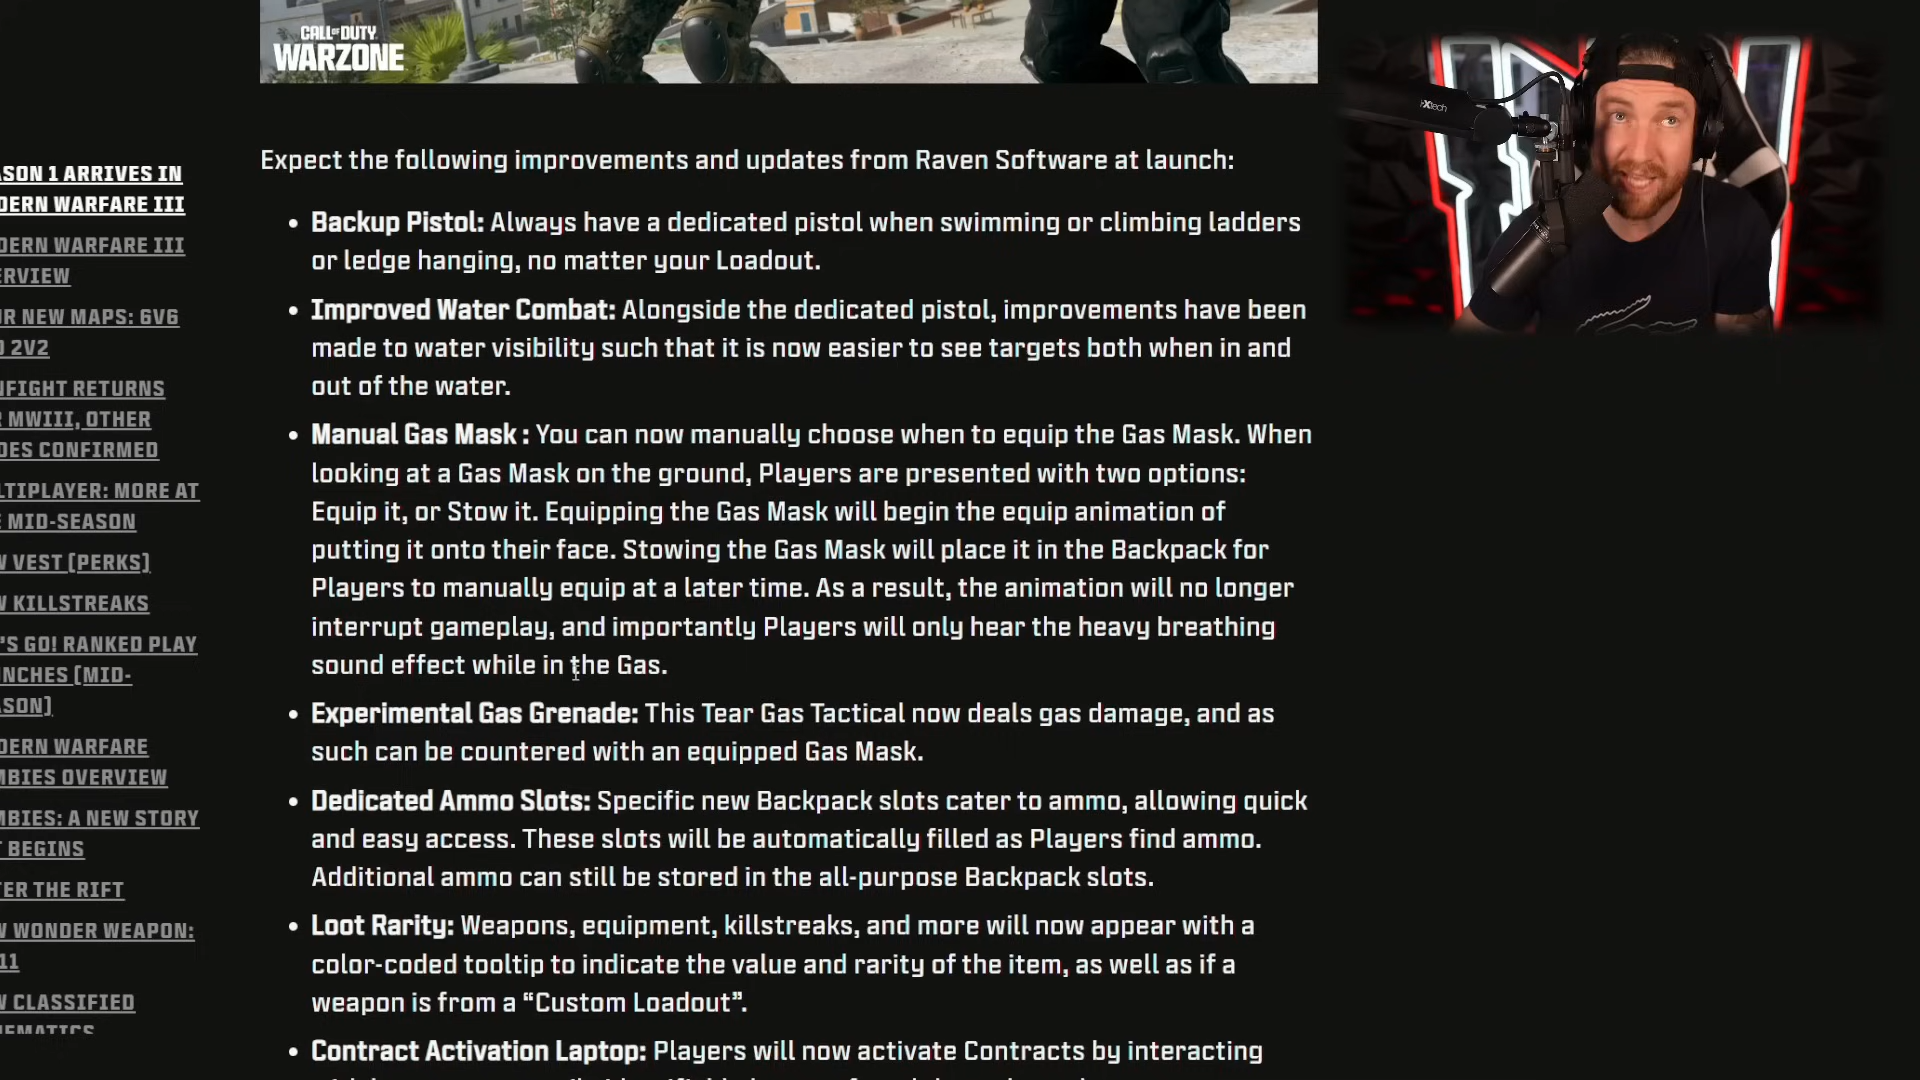 CALL OF DUTY
WARZONE
Expect the following improvements and updates from Raven Software at launch:
• Backup Pistol: Always have a dedicated pistol when swimming or climbing ladders
or ledge hanging, no matter your Loadout.
• Improved Water Combat: Alongside the dedicated pistol, improvements have been
made to water visibility such that it is now easier to see targets both when in and
out of the water.
• Manual Gas Mask : You can now manually choose when to equip the Gas Mask. When
looking at a Gas Mask on the ground, Players are presented with two options:
Equip it, or Stow it. Equipping the Gas Mask will begin the equip animation of
putting it onto their face. Stowing the Gas Mask will place it in the Backpack for
Players to manually equip at a later time. As a result, the animation will no longer
interrupt gameplay, and importantly Players will only hear the heavy breathing
sound effect while in the Gas.
• Experimental Gas Grenade: This Tear Gas Tactical now deals gas damage, and as
such can be countered with an equipped Gas Mask.
• Dedicated Ammo Slots: Specific new Backpack slots cater to ammo, allowing quick
and easy access. These slots will be automatically filled as Players find ammo.
Additional ammo can still be stored in the all-purpose Backpack slots.
• Loot Rarity: Weapons, equipment, killstreaks, and more will now appear with a
color-coded tooltip to indicate the value and rarity of the item, as well as if a
weapon is from a “Custom Loadout”.
• Contract Activation Laptop: Players will now activate Contracts by interacting
ASON 1 ARRIVES IN
DERN WARFARE III
DERN WARFARE III
ERVIEW
R NEW MAPS: 6V6
2V2
NFIGHT RETURNS
MWIII, OTHER
DES CONFIRMED
LTIPLAYER: MORE AT
MID-SEASON
VEST [PERKS]
KILLSTREAKS
'S GO! RANKED PLAY
NCHES [MID-
ASON]
DERN WARFARE
MBIES OVERVIEW
MBIES: A NEW STORY
BEGINS
TER THE RIFT
WONDER WEAPON:
11
CLASSIFIED